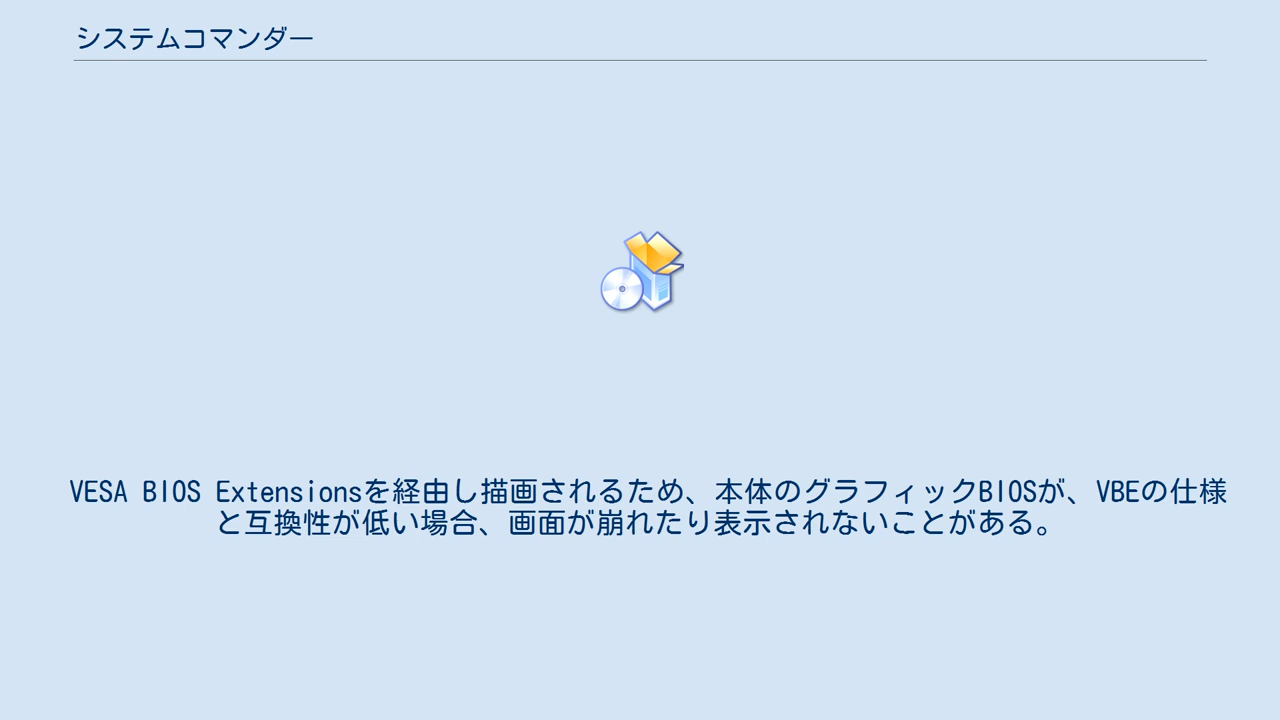 システムコマンダー
VESA BIOS Extensionsを経由し描画されるため、本体のグラフィックBIOSが、VBEの仕様
と互換性が低い場合、画面が崩れたり表示されないことがある。